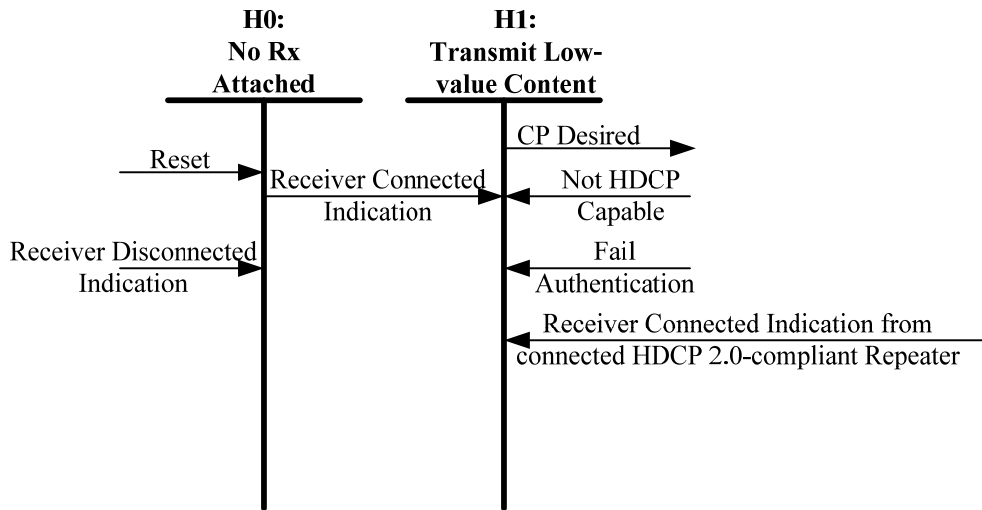 H0:
No Rx
Attached
H1:
Transmit Low-
value Content
CP Desired
Reset
Receiver Connected
Indication
Not HDCP
Capable
Receiver Disconnected
Indication
Fail
Authentication
Receiver Connected Indication from
connected HDCP 2.0-compliant Repeater